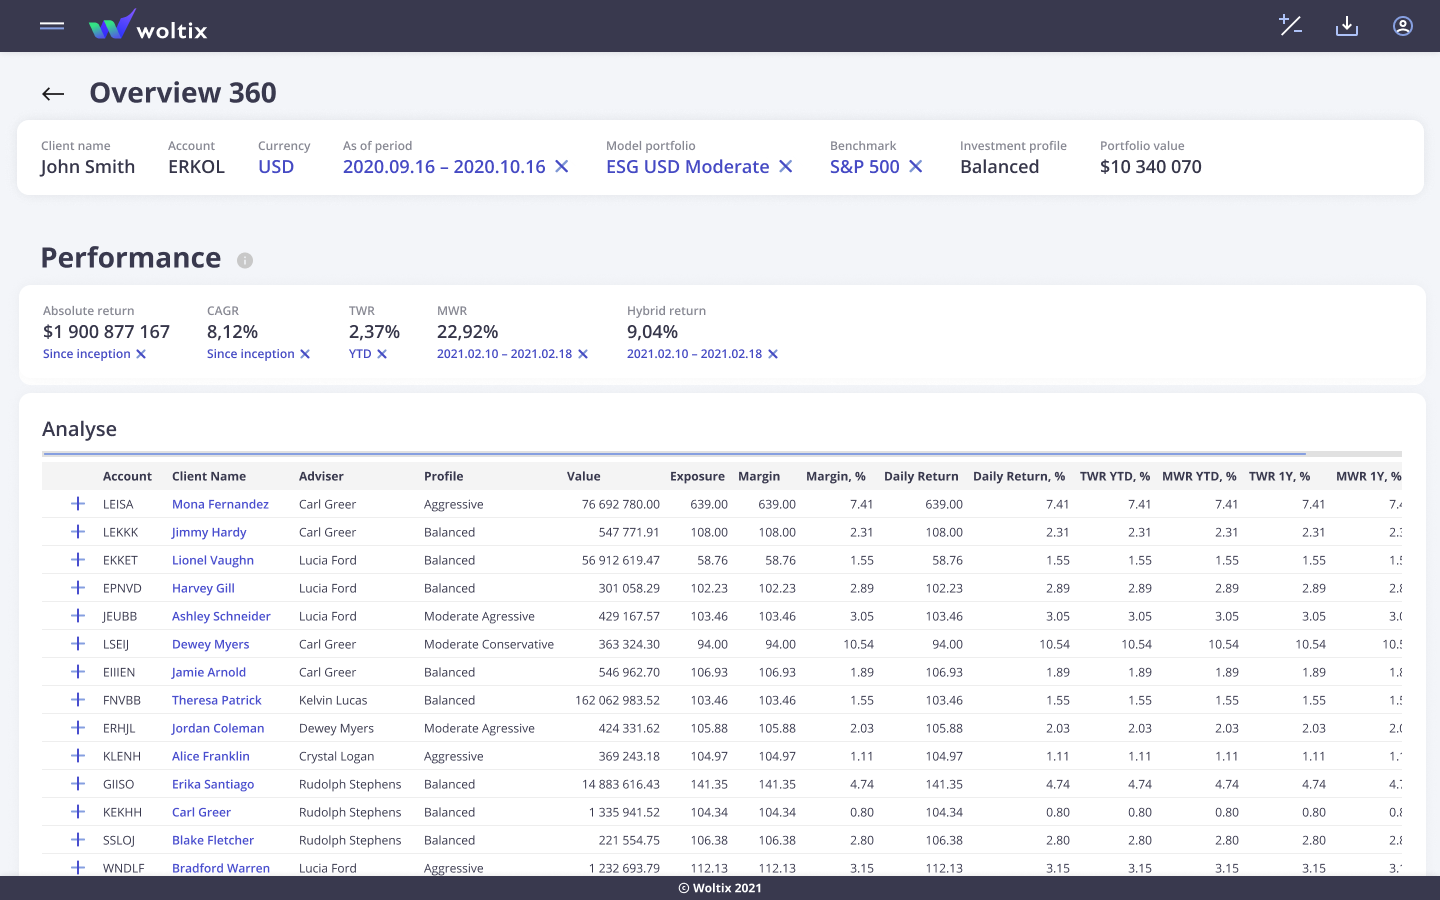 woltix
Overview 360
Client name Account Currency As of period Model portfolio Benchmark Investment profile Portfolio value
John Smith ERKOL USD 2020.09.16 – 2020.10.16 ESG USD Moderate S&P 500 Balanced $10 340 070
Performance
Absolute return CAGR TWR MWR Hybrid return
$1 900 877 167 8,12% 2,37% 22,92% 9,04%
Since inception Since inception YTD 2021.02.10 – 2021.02.18 2021.02.10 – 2021.02.18
Analyse
Account Client Name Adviser Profile Value Exposure Margin Margin, % Daily Return Daily Return, % TWR YTD, % MWR YTD, % TWR 1Y, % MWR 1Y, %
LEISA Mona Fernandez Carl Greer Aggressive 76 692 780.00 639.00 639.00 7.41 639.00 7.41 7.41 7.41 7.41
LEKKK Jimmy Hardy Carl Greer Balanced 547 771.91 108.00 108.00 2.31 108.00 2.31 2.31 2.31 2.31
EKKET Lionel Vaughn Lucia Ford Balanced 56 912 619.47 58.76 58.76 1.55 58.76 1.55 1.55 1.55 1.55
EPNVD Harvey Gill Lucia Ford Balanced 301 058.29 102.23 102.23 2.89 102.23 2.89 2.89 2.89 2.89
JEUBB Ashley Schneider Lucia Ford Moderate Agressive 429 167.57 103.46 103.46 3.05 103.46 3.05 3.05 3.05 3.05
LSEIJ Dewey Myers Carl Greer Moderate Conservative 363 324.30 94.00 94.00 10.54 94.00 10.54 10.54 10.54 10.54
EIIIEN Jamie Arnold Carl Greer Balanced 546 962.70 106.93 106.93 1.89 106.93 1.89 1.89 1.89 1.89
FNVBB Theresa Patrick Kelvin Lucas Balanced 162 062 983.52 103.46 103.46 1.55 103.46 1.55 1.55 1.55 1.55
ERHJL Jordan Coleman Dewey Myers Moderate Agressive 424 331.62 105.88 105.88 2.03 105.88 2.03 2.03 2.03 2.03
KLENH Alice Franklin Crystal Logan Aggressive 369 243.18 104.97 104.97 1.11 104.97 1.11 1.11 1.11 1.11
GIISO Erika Santiago Rudolph Stephens Balanced 14 883 616.43 141.35 141.35 4.74 141.35 4.74 4.74 4.74 4.74
KEKHH Carl Greer Rudolph Stephens Balanced 1 335 941.52 104.34 104.34 0.80 104.34 0.80 0.80 0.80 0.80
SSLOJ Blake Fletcher Rudolph Stephens Balanced 221 554.75 106.38 106.38 2.80 106.38 2.80 2.80 2.80 2.80
WNDLF Bradford Warren Lucia Ford Aggressive 1 232 693.79 112.13 112.13 3.15 112.13 3.15 3.15 3.15 3.15
© Woltix 2021